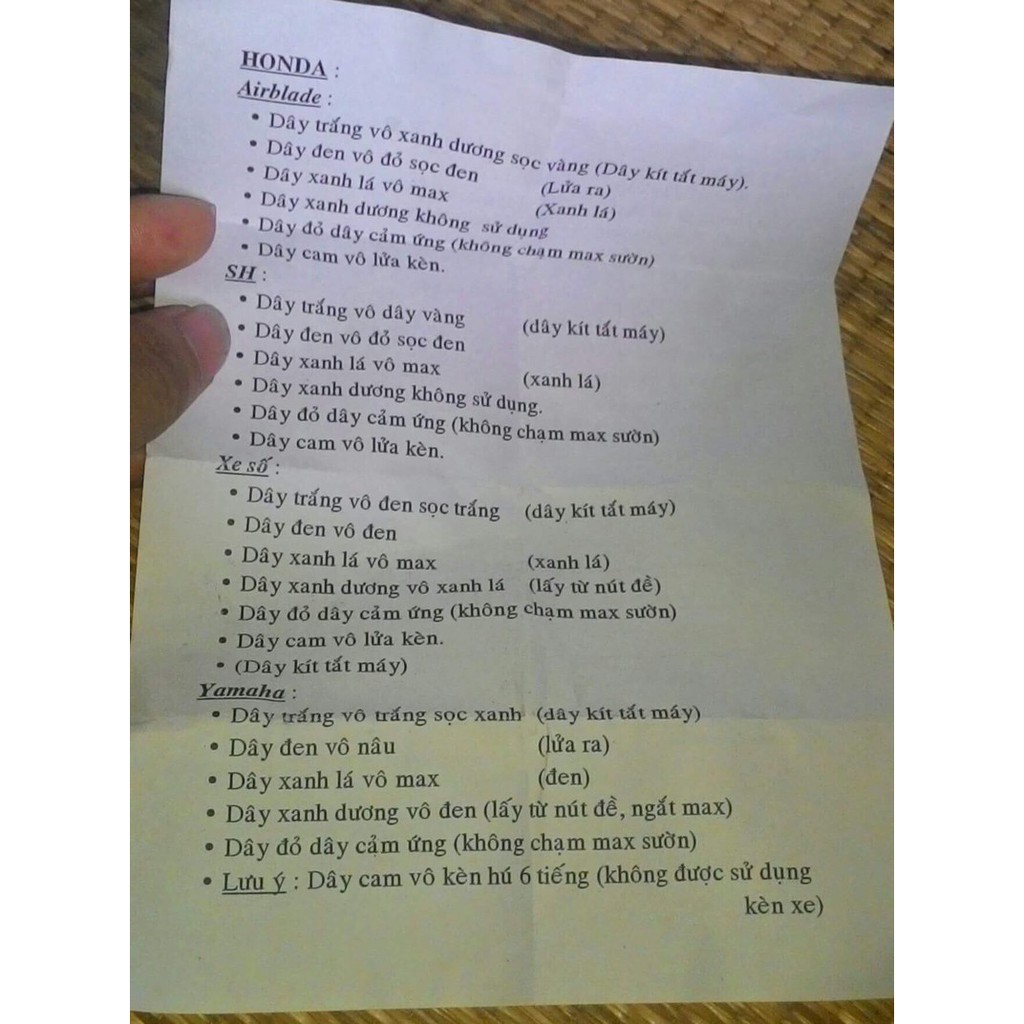 HONDA :
Airblade :
• Dây trắng vô xanh dương sọc vàng (Dây kít tất máy).
• Dây đen vô đỏ sọc đen (Lửa ra)
• Dây xanh lá vô max (Xanh lá)
• Dây xanh dương không sử dụng
• Dây đỏ dây cảm ứng (không chạm max sườn)
• Dây cam vô lửa kèn.
SH :
• Dây trắng vô dây vàng (dây kít tắt máy)
• Dây đen vô đỏ sọc đen
• Dây xanh lá vô max (xanh lá)
• Dây xanh dương không sử dụng.
• Dây đỏ dây cảm ứng (không chạm max sườn)
• Dây cam vô lửa kèn.
Xe số :
• Dây trắng vô đen sọc trắng (dây kít tắt máy)
• Dây đen vô đen
• Dây xanh lá vô max (xanh lá)
• Dây xanh dương vô xanh lá (lấy từ nút đề)
• Dây đỏ dây cảm ứng (không chạm max sườn)
• Dây cam vô lửa kèn.
• (Dây kít tắt máy)
Yamaha :
• Dây trắng vô trắng sọc xanh (dây kít tắt máy)
• Dây đen vô nâu (lửa ra)
• Dây xanh lá vô max (đen)
• Dây xanh dương vô đen (lấy từ nút đề, ngắt max)
• Dây đỏ dây cảm ứng (không chạm max sườn)
• Lưu ý : Dây cam vô kèn hú 6 tiếng (không được sử dụng
kèn xe)